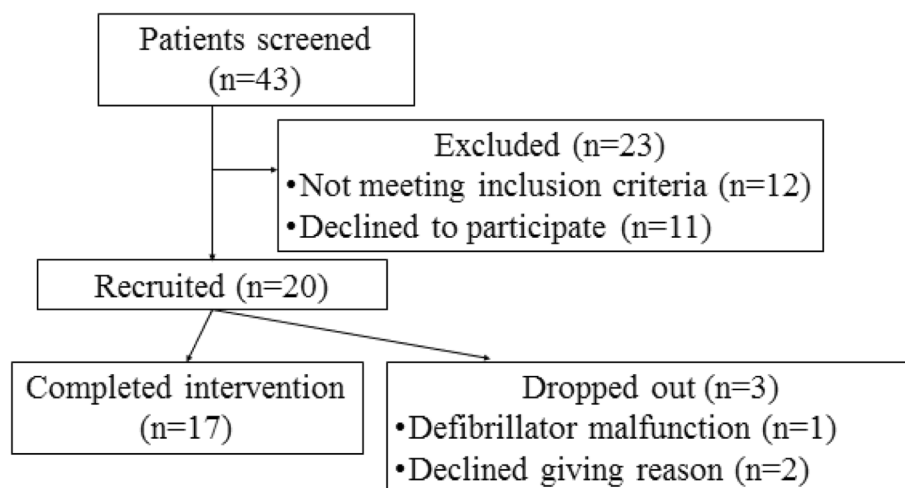 Patients screened
(n=43)
Excluded (n=23)
•Not meeting inclusion criteria (n=12)
•Declined to participate (n=11)
Recruited (n=20)
Completed intervention
(n=17)
Dropped out (n=3)
•Defibrillator malfunction (n=1)
•Declined giving reason (n=2)